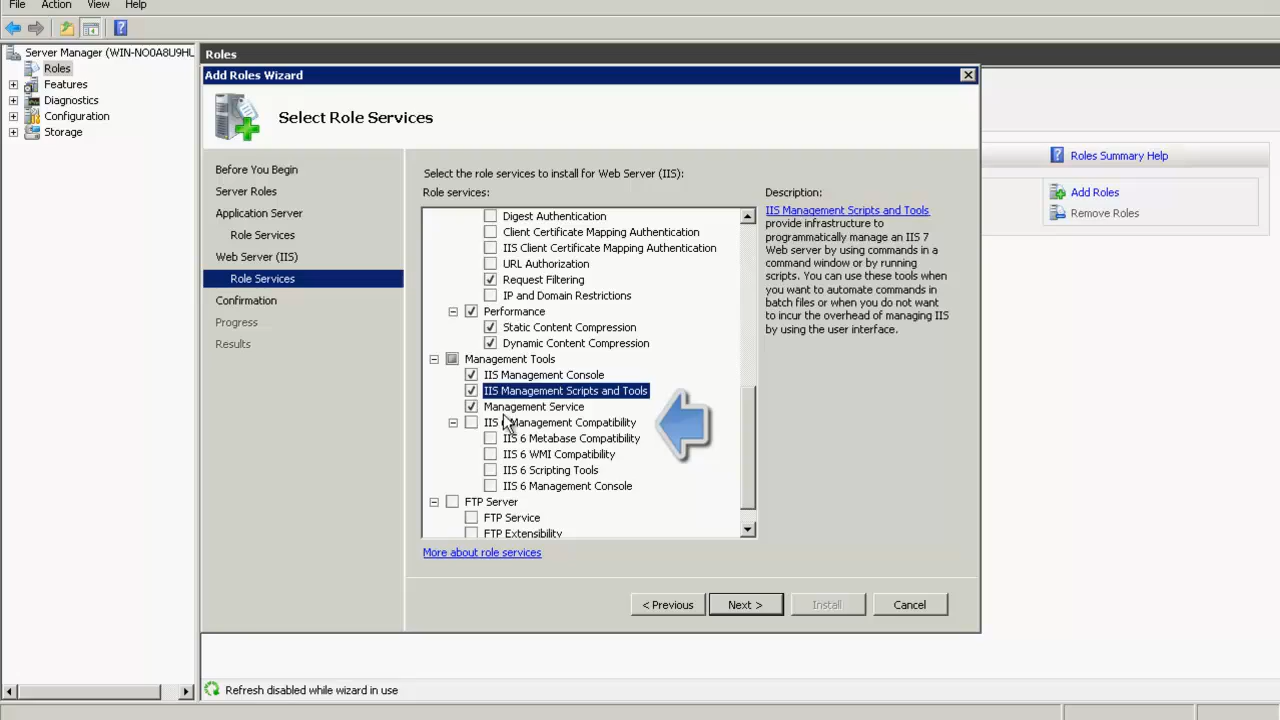 File Action View Help
Server Manager (WIN-NO0A8U9HU
Roles
Features
Diagnostics
Configuration
Storage
Roles
Add Roles Wizard
Select Role Services
Before You Begin
Server Roles
Application Server
Role Services
Web Server (IIS)
Role Services
Confirmation
Progress
Results
Select the role services to install for Web Server (IIS):
Role services:
Digest Authentication
Client Certificate Mapping Authentication
IIS Client Certificate Mapping Authentication
URL Authorization
Request Filtering
IP and Domain Restrictions
Performance
Static Content Compression
Dynamic Content Compression
Management Tools
IIS Management Console
IIS Management Scripts and Tools
Management Service
IIS Management Compatibility
IIS 6 Metabase Compatibility
IIS 6 WMI Compatibility
IIS 6 Scripting Tools
IIS 6 Management Console
FTP Server
FTP Service
FTP Extensibility
More about role services
Description:
IIS Management Scripts and Tools
provide infrastructure to
programmatically manage an IIS 7
Web server by using commands in a
command window or by running
scripts. You can use these tools when
you want to automate commands in
batch files or when you do not want
to incur the overhead of managing IIS
by using the user interface.
< Previous
Next >
Install
Cancel
Roles Summary Help
Add Roles
Remove Roles
Refresh disabled while wizard in use